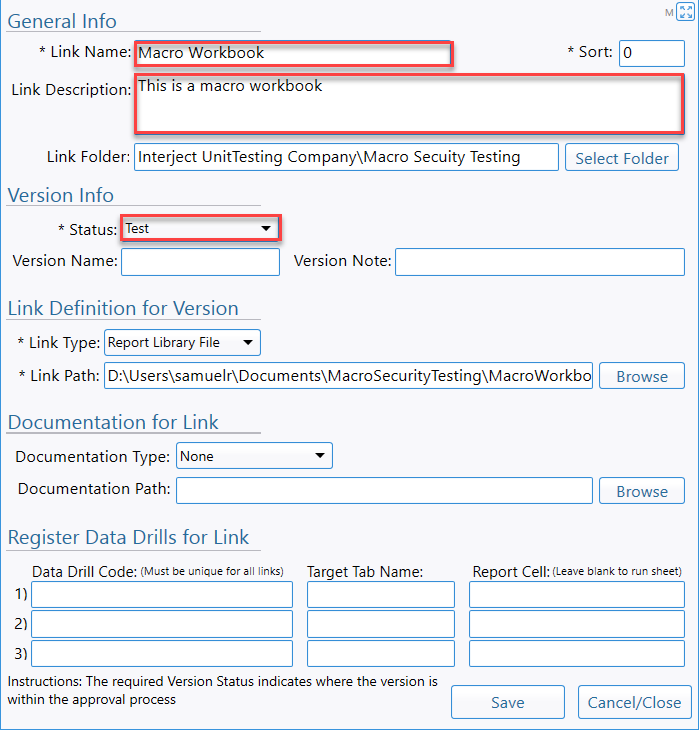 General Info
M
* Link Name: Macro Workbook * Sort: 0
Link Description: This is a macro workbook
Link Folder: Interject UnitTesting Company\Macro Secuity Testing Select Folder
Version Info
* Status: Test
Version Name: Version Note:
Link Definition for Version
* Link Type: Report Library File
* Link Path: D:\Users\samuelr\Documents\MacroSecurityTesting\MacroWorkbo Browse
Documentation for Link
Documentation Type: None
Documentation Path: Browse
Register Data Drills for Link
Data Drill Code: (Must be unique for all links) Target Tab Name: Report Cell: (Leave blank to run sheet)
1)
2)
3)
Instructions: The required Version Status indicates where the version is
within the approval process
Save Cancel/Close